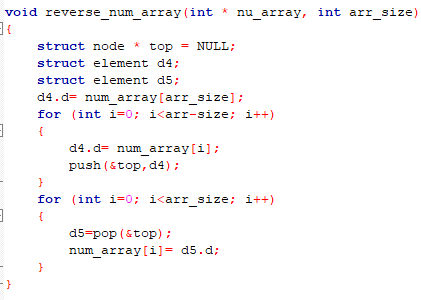 void reverse_num_array(int * nu_array, int arr_size)
{
    struct node * top = NULL;
    struct element d4;
    struct element d5;
    d4.d= num_array[arr_size];
    for (int i=0; i<arr-size; i++)
    {
        d4.d= num_array[i];
        push(&top,d4);
    }
    for (int i=0; i<arr_size; i++)
    {
        d5=pop(&top);
        num_array[i]= d5.d;
    }
}